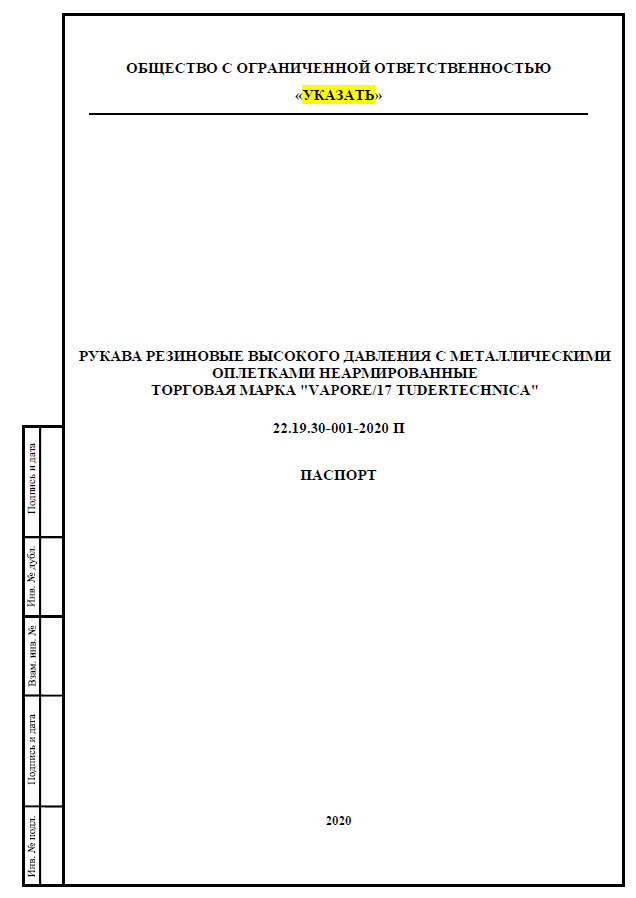 ОБЩЕСТВО С ОГРАНИЧЕННОЙ ОТВЕТСТВЕННОСТЬЮ
«УКАЗАТЬ»
РУКАВА РЕЗИНОВЫЕ ВЫСОКОГО ДАВЛЕНИЯ С МЕТАЛЛИЧЕСКИМИ
ОПЛЕТКАМИ НЕАРМИРОВАННЫЕ
ТОРГОВАЯ МАРКА "VAPORE/17 TUDERTECHNICA"
22.19.30-001-2020 П
ПАСПОРТ
Подпись и дата
Инв. № дубл.
Взам. инв. №
Подпись и дата
Инв. № подл.
2020